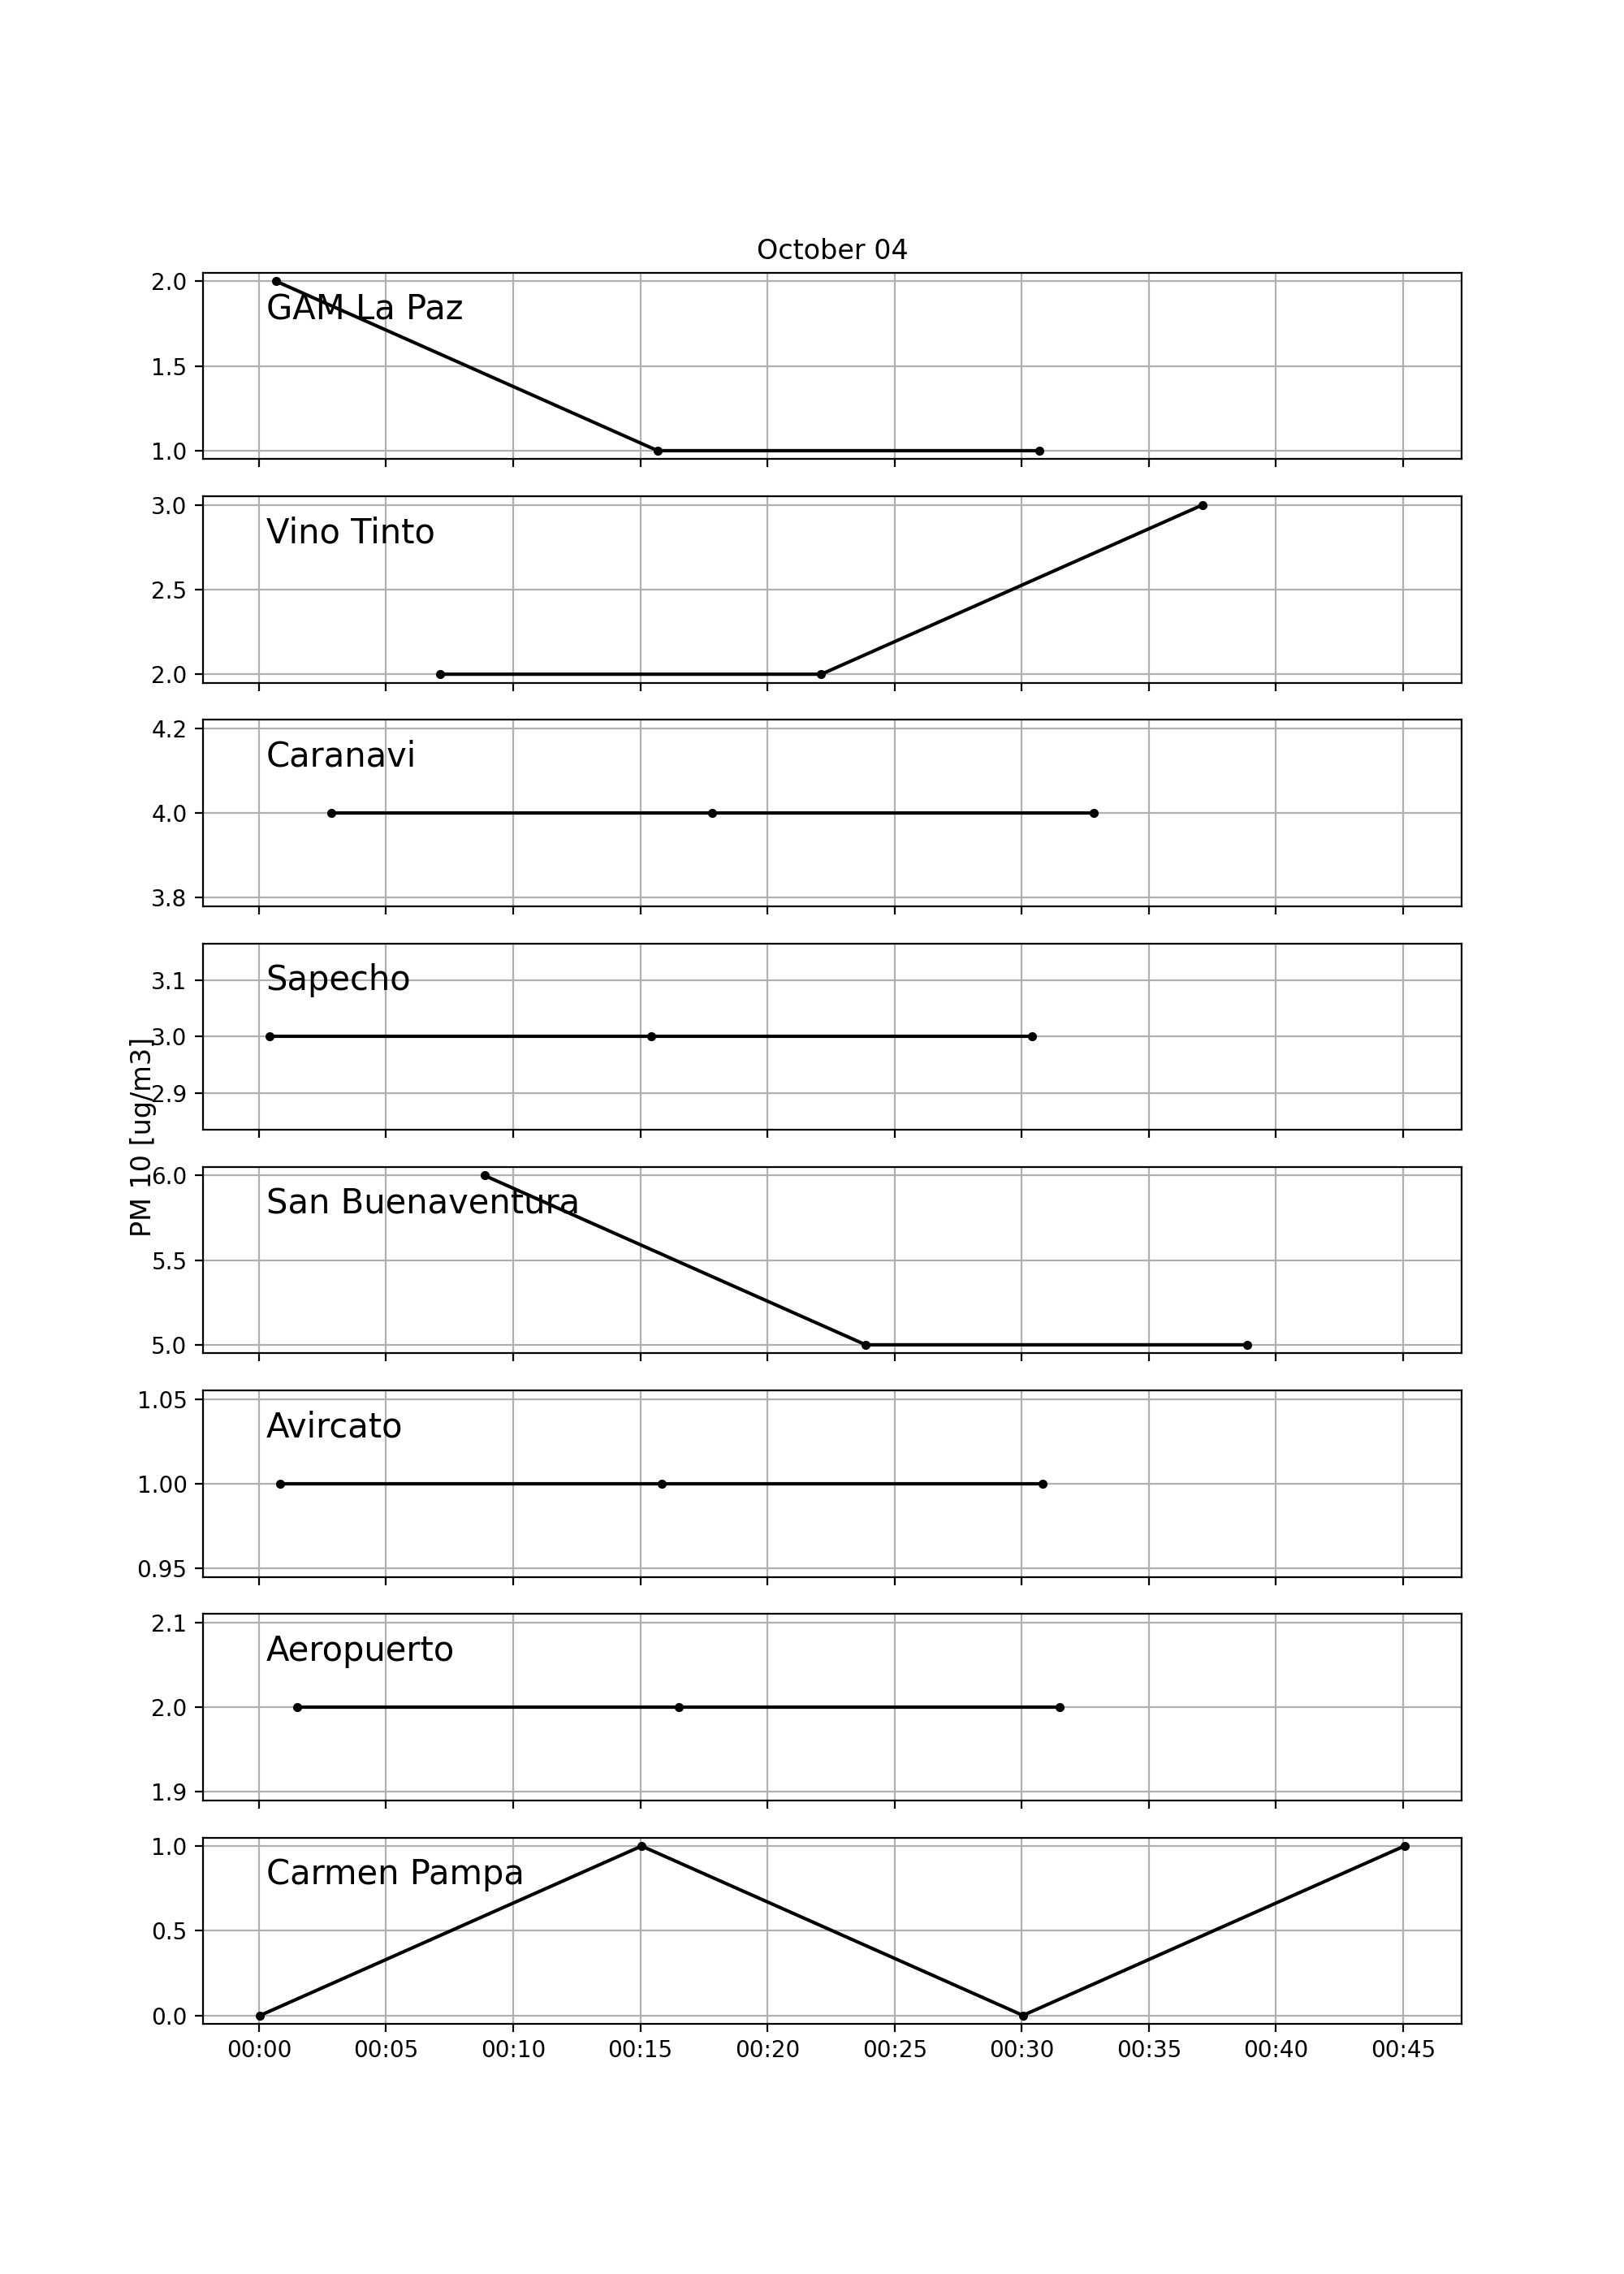 October 04
2.0
GAM La Paz
1.5
1.0
3.0
Vino Tinto
2.5
2.0
4.2
Caranavi
4.0
3.8
3.1
Sapecho
3.0
2.9
PM 10 [ug/m3]
6.0
San Buenaventura
5.5
5.0
1.05
Avircato
1.00
0.95
2.1
Aeropuerto
2.0
1.9
1.0
Carmen Pampa
0.5
0.0
00:00 00:05 00:10 00:15 00:20 00:25 00:30 00:35 00:40 00:45